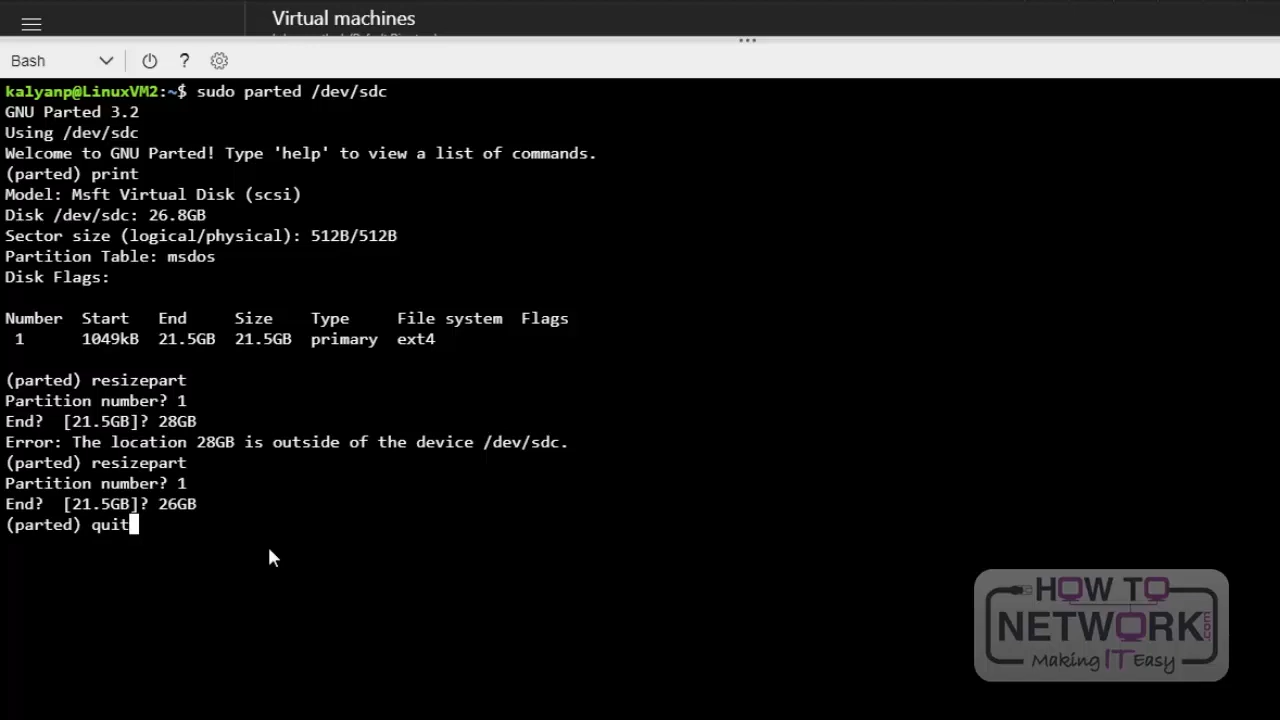 Virtual machines
Bash
?
kalyanp@LinuxVM2:~$ sudo parted /dev/sdc
GNU Parted 3.2
Using /dev/sdc
Welcome to GNU Parted! Type 'help' to view a list of commands.
(parted) print
Model: Msft Virtual Disk (scsi)
Disk /dev/sdc: 26.8GB
Sector size (logical/physical): 512B/512B
Partition Table: msdos
Disk Flags:
Number  Start   End     Size    Type     File system  Flags
 1      1049kB  21.5GB  21.5GB  primary  ext4
(parted) resizepart
Partition number? 1
End?  [21.5GB]? 28GB
Error: The location 28GB is outside of the device /dev/sdc.
(parted) resizepart
Partition number? 1
End?  [21.5GB]? 26GB
(parted) quit
HOW TO
NETWORK.com
Making IT Easy